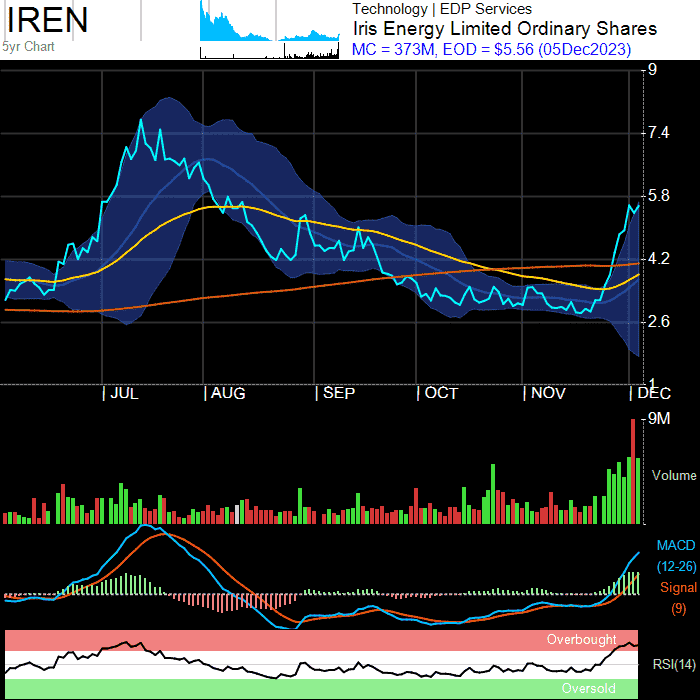 IREN
5yr Chart
Technology | EDP Services
Iris Energy Limited Ordinary Shares
MC = 373M, EOD = $5.56 (05Dec2023)
9
7.4
5.8
4.2
2.6
1
JUL AUG SEP OCT NOV DEC
9M
Volume
MACD
(12-26)
Signal
(9)
Overbought
RSI(14)
Oversold